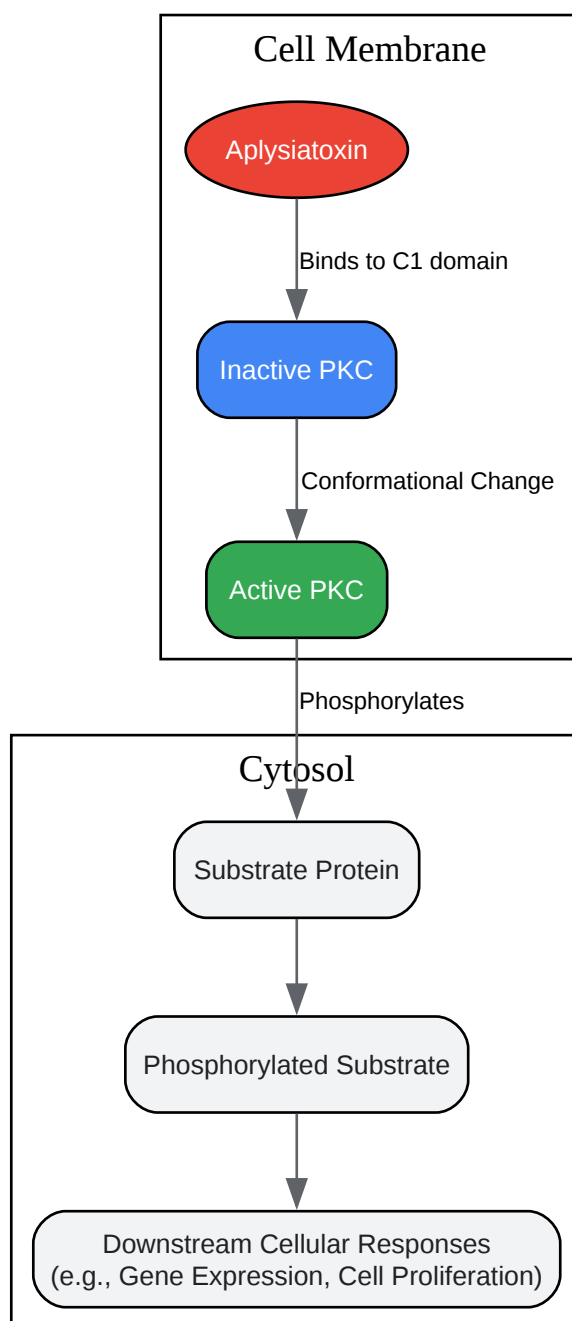 Cell Membrane
Aplysiatoxin
Binds to C1 domain
Inactive PKC
Conformational Change
Active PKC
Phosphorylates
Cytosol
Substrate Protein
Phosphorylated Substrate
Downstream Cellular Responses
(e.g., Gene Expression, Cell Proliferation)